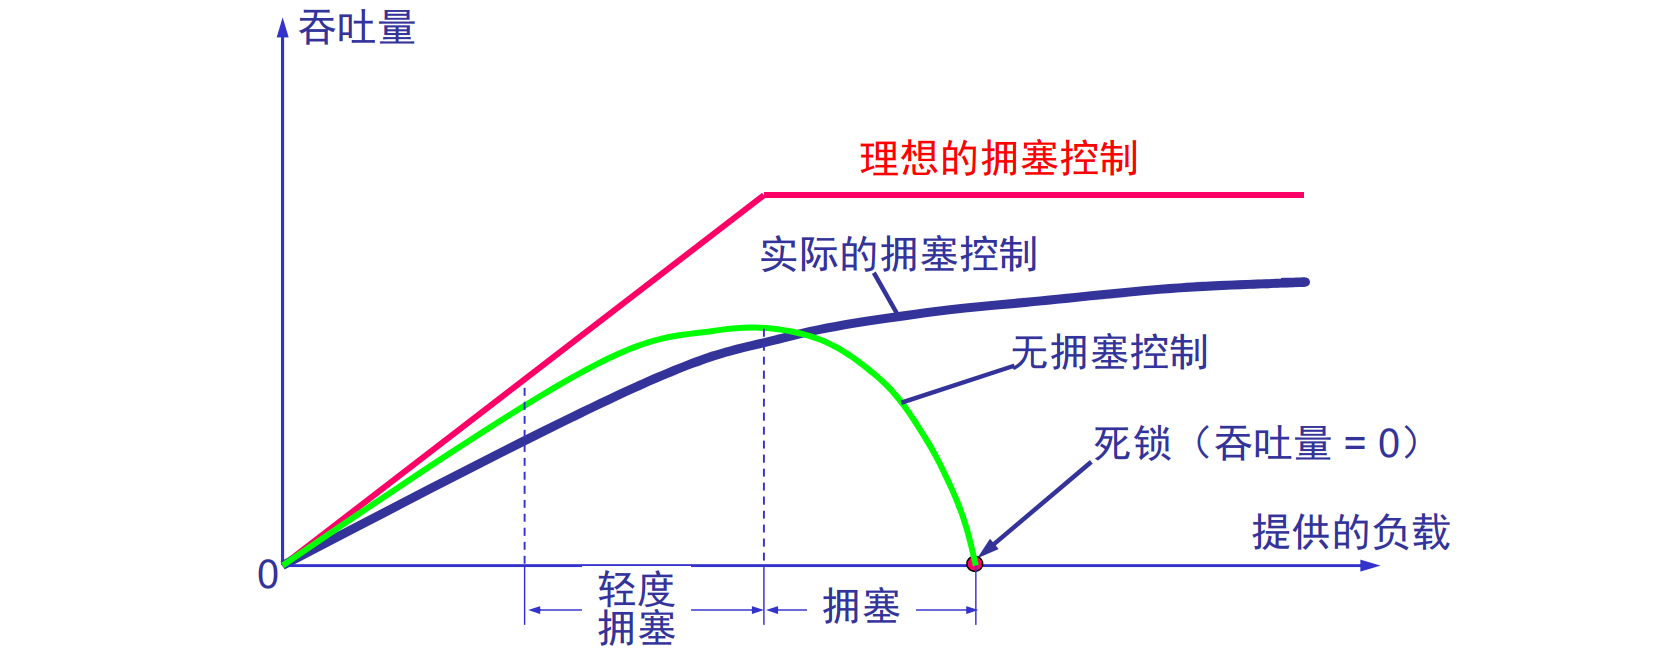 吞吐量
理想的拥塞控制
实际的拥塞控制
无拥塞控制
死锁（吞吐量 = 0）
提供的负载
0
轻度
拥塞
拥塞